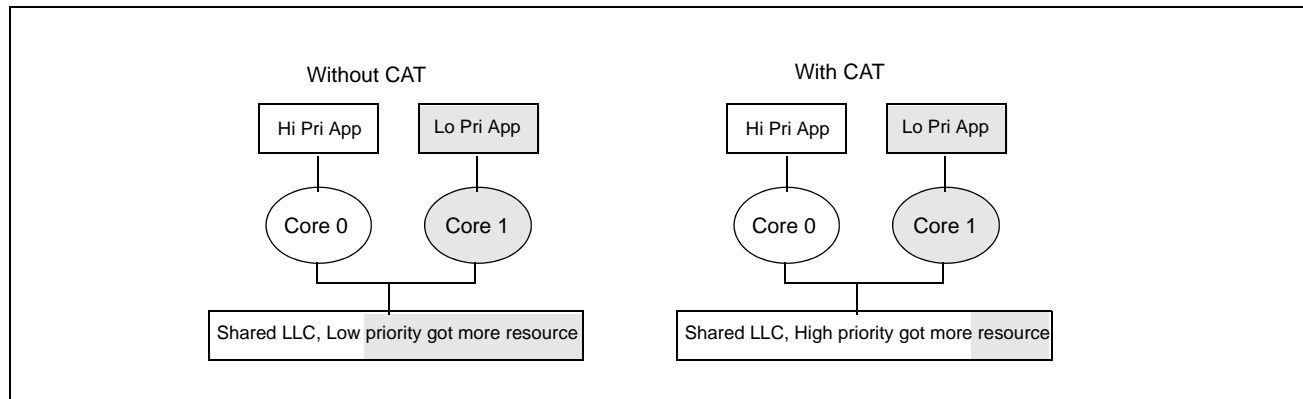 Without CAT
Hi Pri App
Lo Pri App
Core 0
Core 1
Shared LLC, Low priority got more resource
With CAT
Hi Pri App
Lo Pri App
Core 0
Core 1
Shared LLC, High priority got more resource